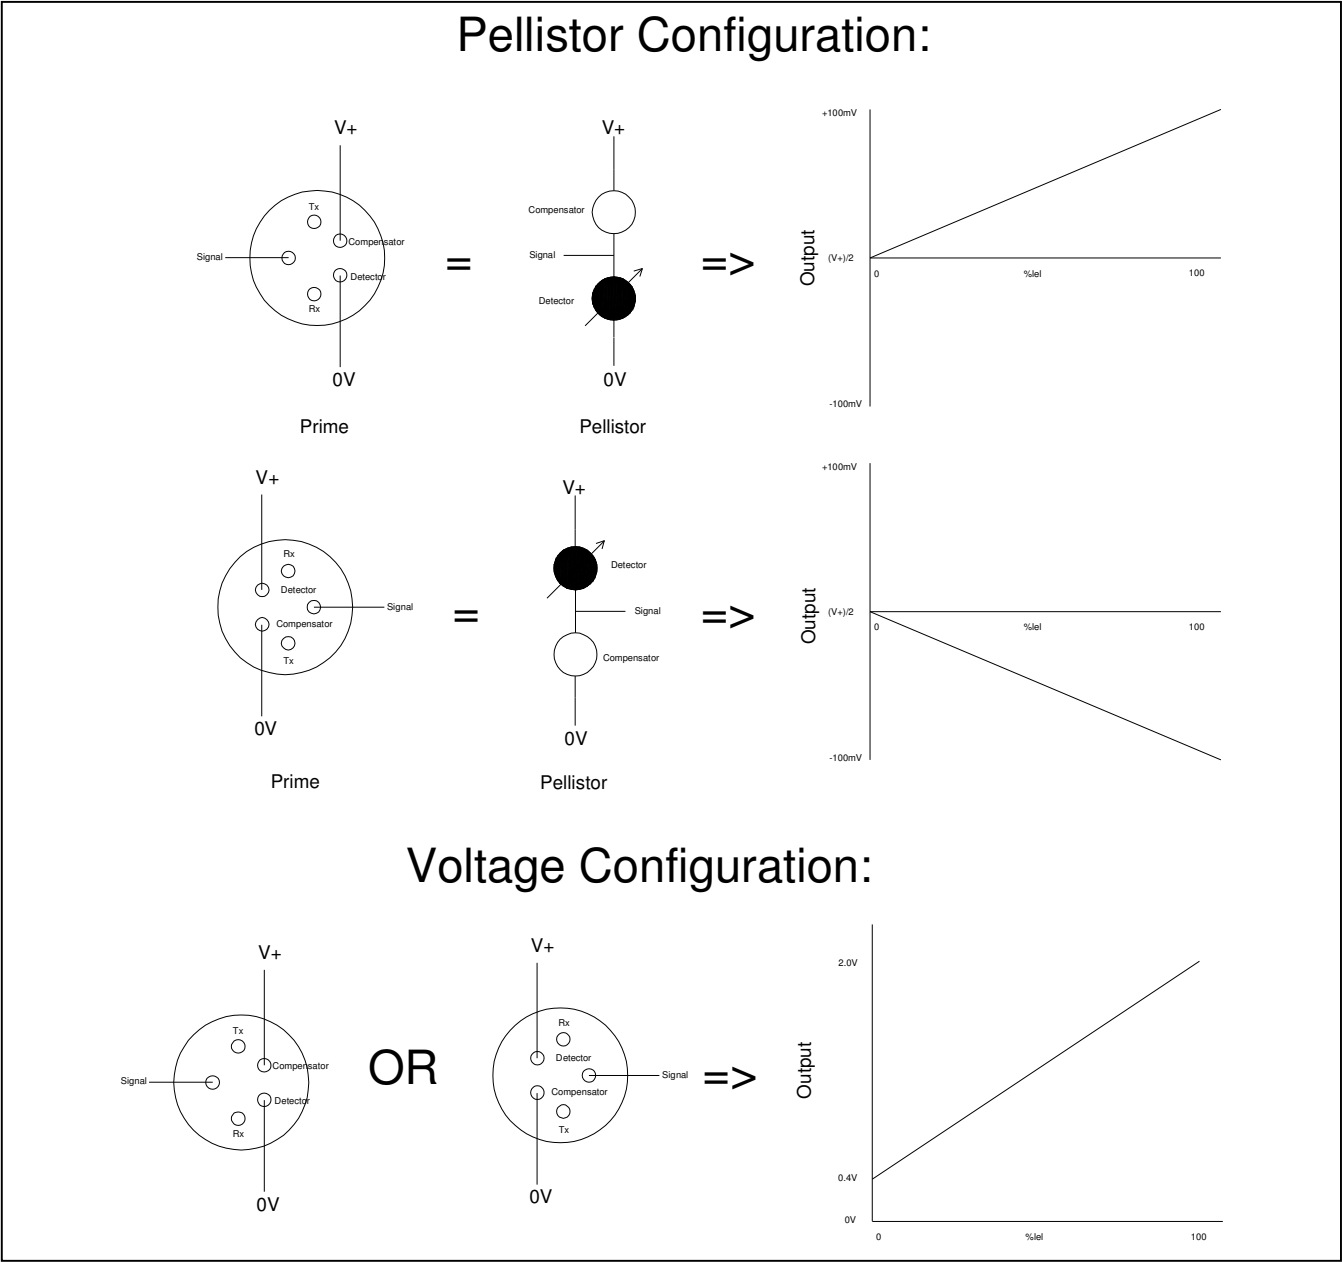 Pellistor Configuration:
V+
Tx
Compensator
Signal
Detector
Rx
0V
Prime
=
V+
Compensator
Signal
Detector
0V
Pellistor
=>
Output
+100mV
(V+)/2
0
%lel
100
-100mV
V+
Rx
Detector
Signal
Compensator
Tx
0V
Prime
=
V+
Detector
Signal
Compensator
0V
Pellistor
=>
Output
+100mV
(V+)/2
0
%lel
100
-100mV
Voltage Configuration:
V+
Tx
Compensator
Signal
Detector
Rx
0V
OR
V+
Rx
Detector
Signal
Compensator
Tx
0V
=>
Output
2.0V
0.4V
0V
0
%lel
100